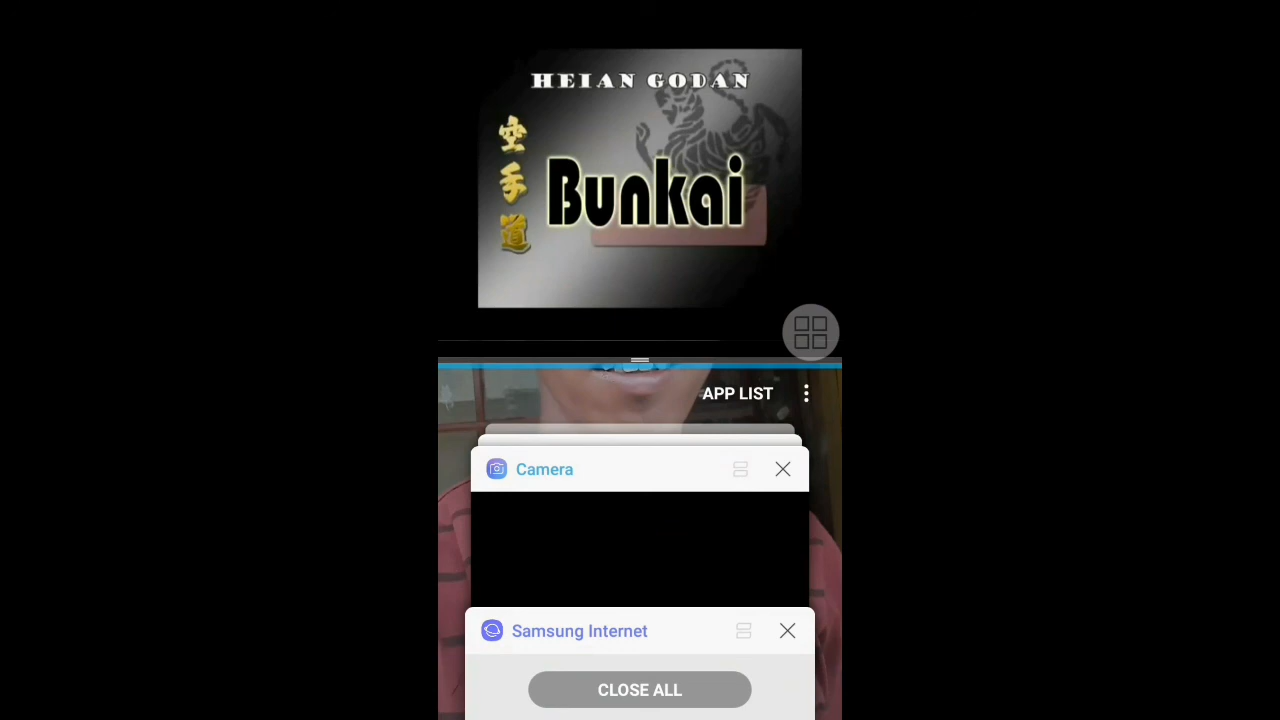 HEIAN GODAN
空手道
Bunkai
APP LIST
Camera
Samsung Internet
CLOSE ALL